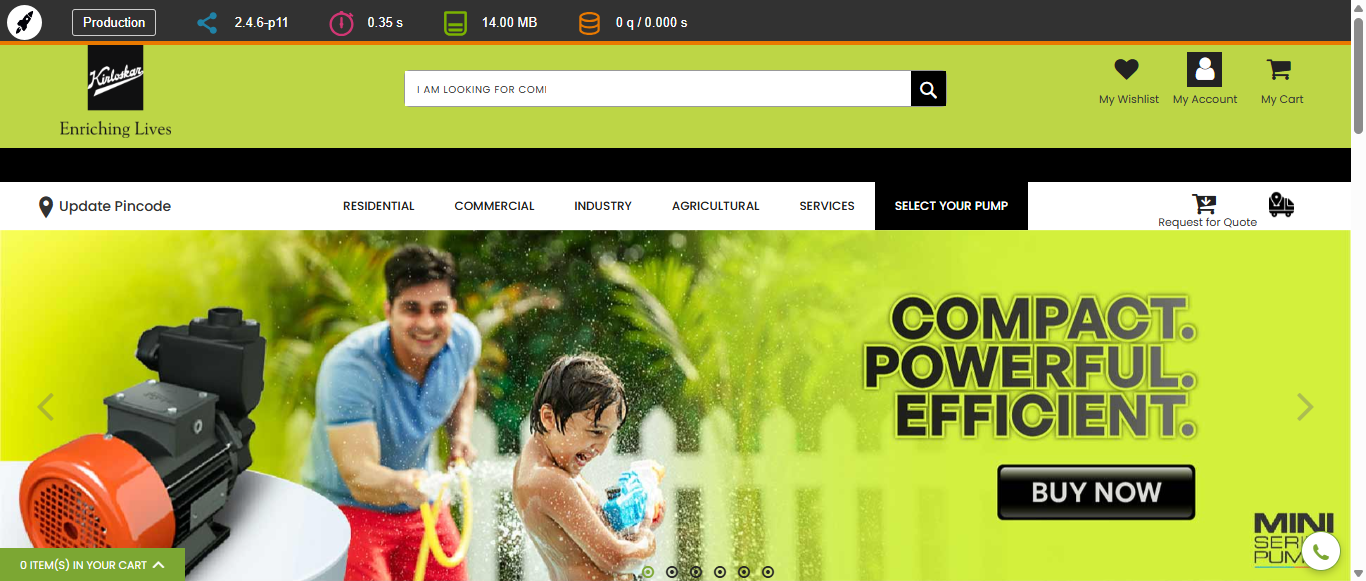 Production
2.4.6-p11
0.35 s
14.00 MB
0 q / 0.000 s
Kirloskar
Enriching Lives
I AM LOOKING FOR COMI
My Wishlist
My Account
My Cart
Update Pincode
RESIDENTIAL
COMMERCIAL
INDUSTRY
AGRICULTURAL
SERVICES
SELECT YOUR PUMP
Request for Quote
COMPACT.
POWERFUL.
EFFICIENT.
BUY NOW
MINI
0 ITEM(S) IN YOUR CART